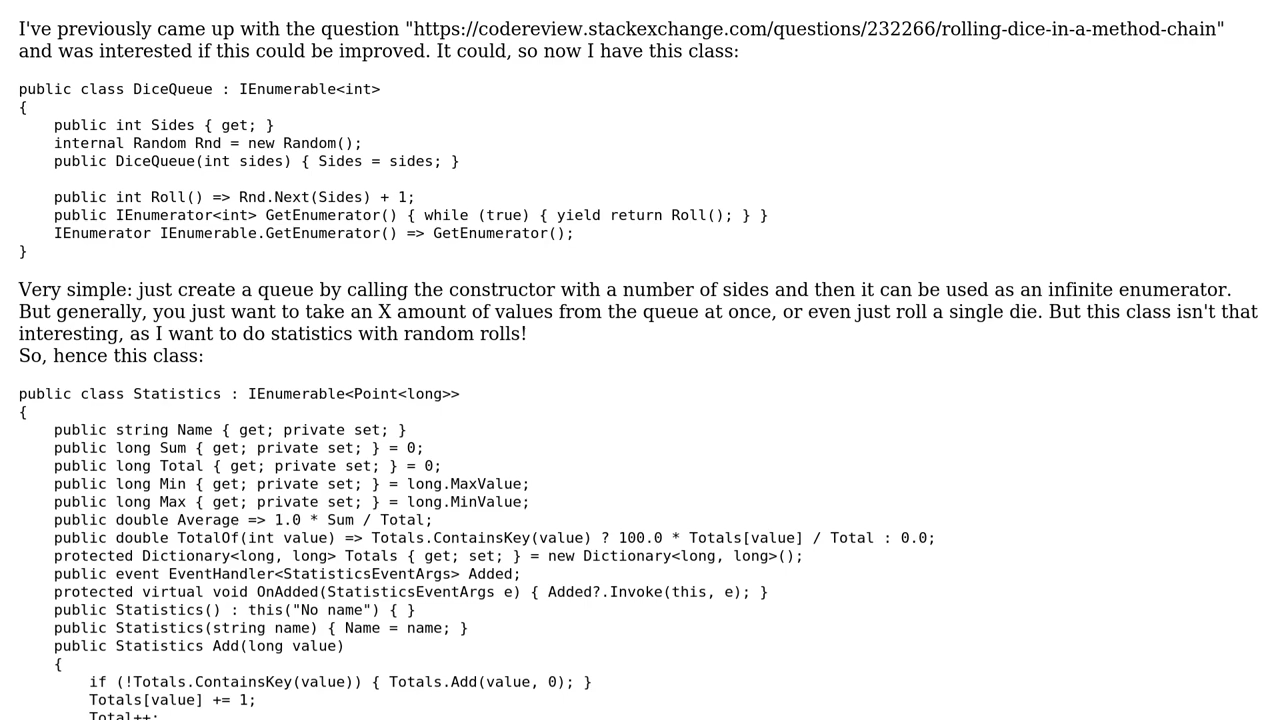 I've previously came up with the question "https://codereview.stackexchange.com/questions/232266/rolling-dice-in-a-method-chain"
and was interested if this could be improved. It could, so now I have this class:
public class DiceQueue : IEnumerable<int>
{
    public int Sides { get; }
    internal Random Rnd = new Random();
    public DiceQueue(int sides) { Sides = sides; }
    public int Roll() => Rnd.Next(Sides) + 1;
    public IEnumerator<int> GetEnumerator() { while (true) { yield return Roll(); } }
    IEnumerator IEnumerable.GetEnumerator() => GetEnumerator();
}
Very simple: just create a queue by calling the constructor with a number of sides and then it can be used as an infinite enumerator.
But generally, you just want to take an X amount of values from the queue at once, or even just roll a single die. But this class isn't that
interesting, as I want to do statistics with random rolls!
So, hence this class:
public class Statistics : IEnumerable<Point<long>>
{
    public string Name { get; private set; }
    public long Sum { get; private set; } = 0;
    public long Total { get; private set; } = 0;
    public long Min { get; private set; } = long.MaxValue;
    public long Max { get; private set; } = long.MinValue;
    public double Average => 1.0 * Sum / Total;
    public double TotalOf(int value) => Totals.ContainsKey(value) ? 100.0 * Totals[value] / Total : 0.0;
    protected Dictionary<long, long> Totals { get; set; } = new Dictionary<long, long>();
    public event EventHandler<StatisticsEventArgs> Added;
    protected virtual void OnAdded(StatisticsEventArgs e) { Added?.Invoke(this, e); }
    public Statistics() : this("No name") { }
    public Statistics(string name) { Name = name; }
    public Statistics Add(long value)
    {
        if (!Totals.ContainsKey(value)) { Totals.Add(value, 0); }
        Totals[value] += 1;
        Total++;